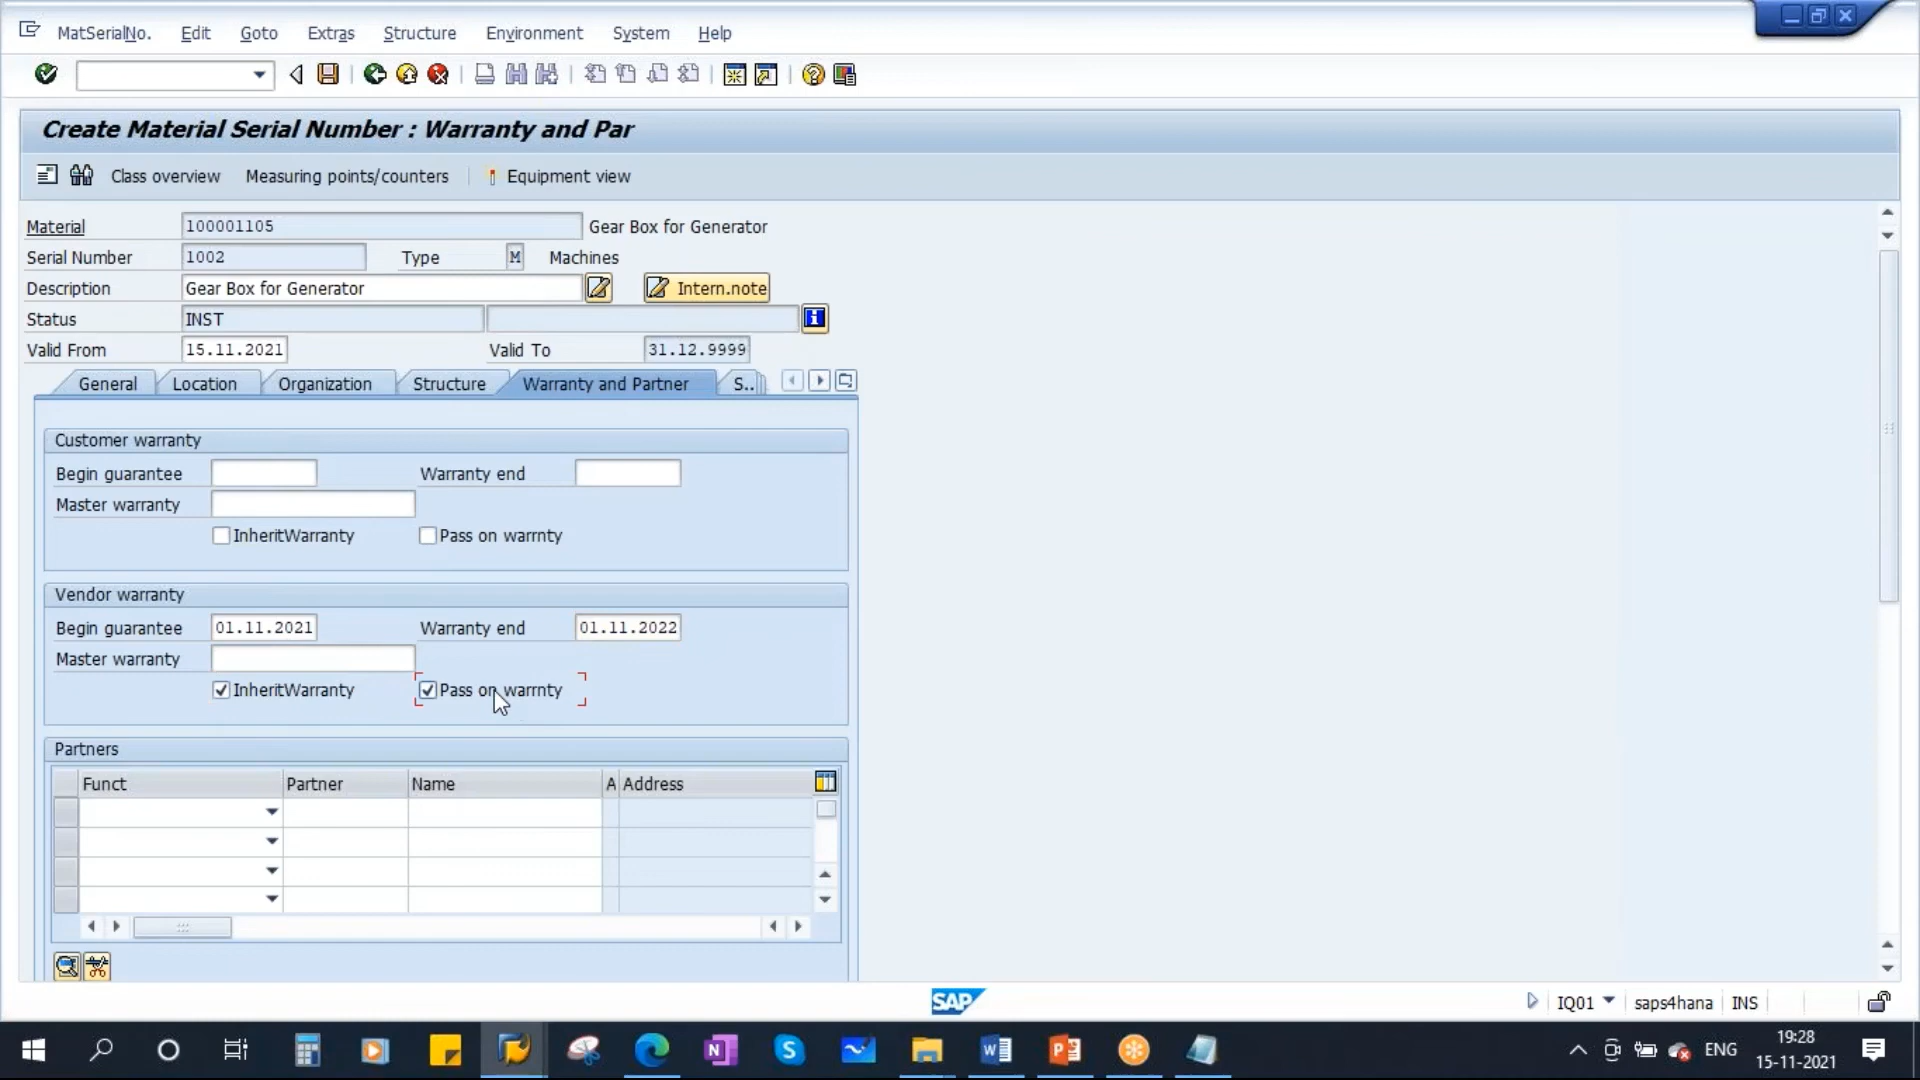 MatSerialNo. Edit Goto Extras Structure Environment System Help
Create Material Serial Number : Warranty and Par
Class overview Measuring points/counters Equipment view
Material 100001105 Gear Box for Generator
Serial Number 1002 Type M Machines
Description Gear Box for Generator Intern.note
Status INST
Valid From 15.11.2021 Valid To 31.12.9999
General Location Organization Structure Warranty and Partner S..
Customer warranty
Begin guarantee Warranty end
Master warranty
InheritWarranty Pass on warrnty
Vendor warranty
Begin guarantee 01.11.2021 Warranty end 01.11.2022
Master warranty
InheritWarranty Pass on warrnty
Partners
Funct Partner Name A Address
SAP IQ01 saps4hana INS
19:28
ENG
15-11-2021